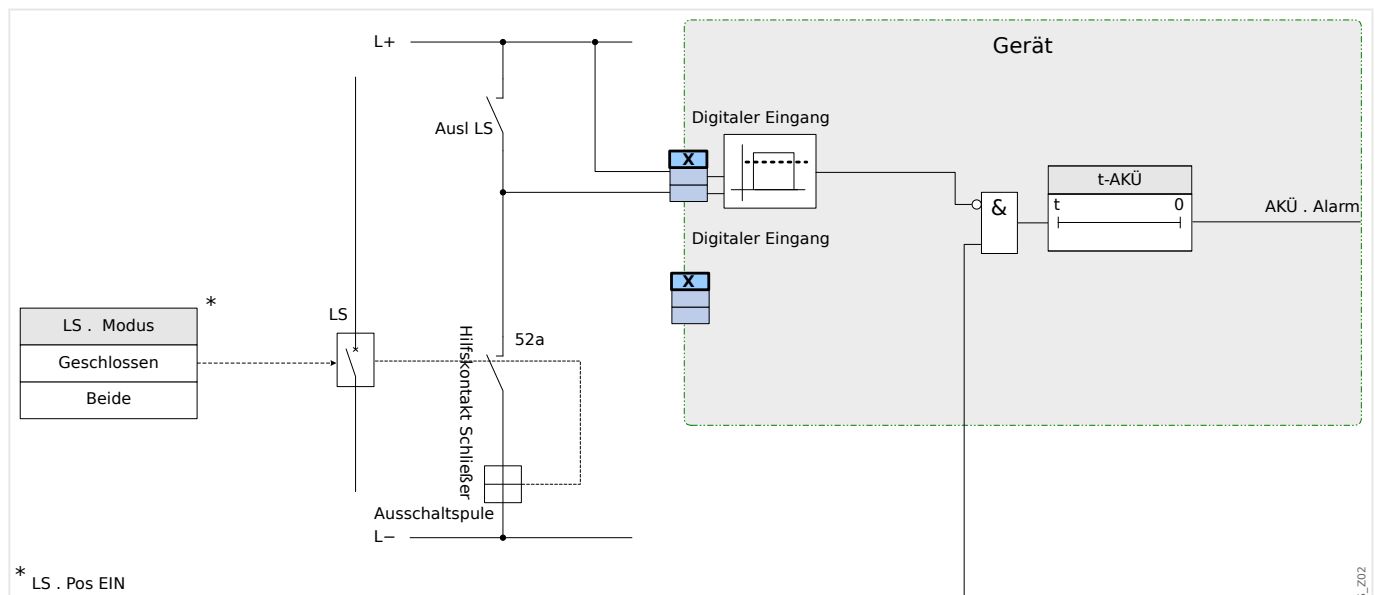 L+
Gerät
Digitaler Eingang
Ausl LS
X
t-AKÜ
t 0
&
AKÜ . Alarm
Digitaler Eingang
X
*
LS . Modus
Geschlossen
Beide
LS
52a
Hilfskontakt Schließer
Ausschaltspule
L−
* LS . Pos EIN
_Z02